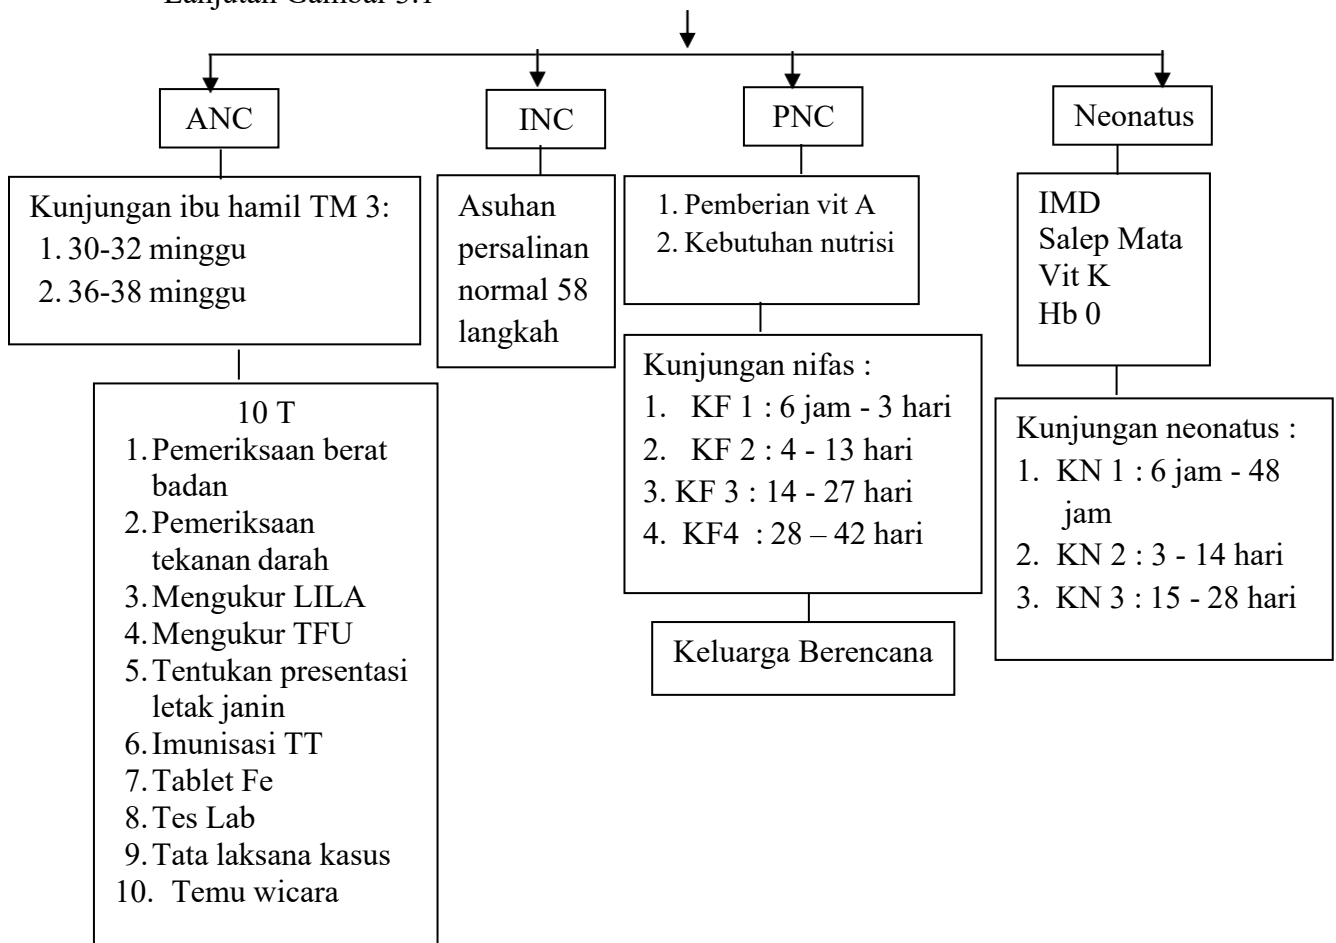 Lanjutan Gambar 3.1
ANC
INC
PNC
Neonatus
Kunjungan ibu hamil TM 3:
1. 30-32 minggu
2. 36-38 minggu
10 T
1. Pemeriksaan berat
badan
2. Pemeriksaan
tekanan darah
3. Mengukur LILA
4. Mengukur TFU
5. Tentukan presentasi
letak janin
6. Imunisasi TT
7. Tablet Fe
8. Tes Lab
9. Tata laksana kasus
10. Temu wicara
Asuhan
persalinan
normal 58
langkah
1. Pemberian vit A
2. Kebutuhan nutrisi
Kunjungan nifas :
1. KF 1 : 6 jam - 3 hari
2. KF 2 : 4 - 13 hari
3. KF 3 : 14 - 27 hari
4. KF4 : 28 – 42 hari
Keluarga Berencana
IMD
Salep Mata
Vit K
Hb 0
Kunjungan neonatus :
1. KN 1 : 6 jam - 48
jam
2. KN 2 : 3 - 14 hari
3. KN 3 : 15 - 28 hari